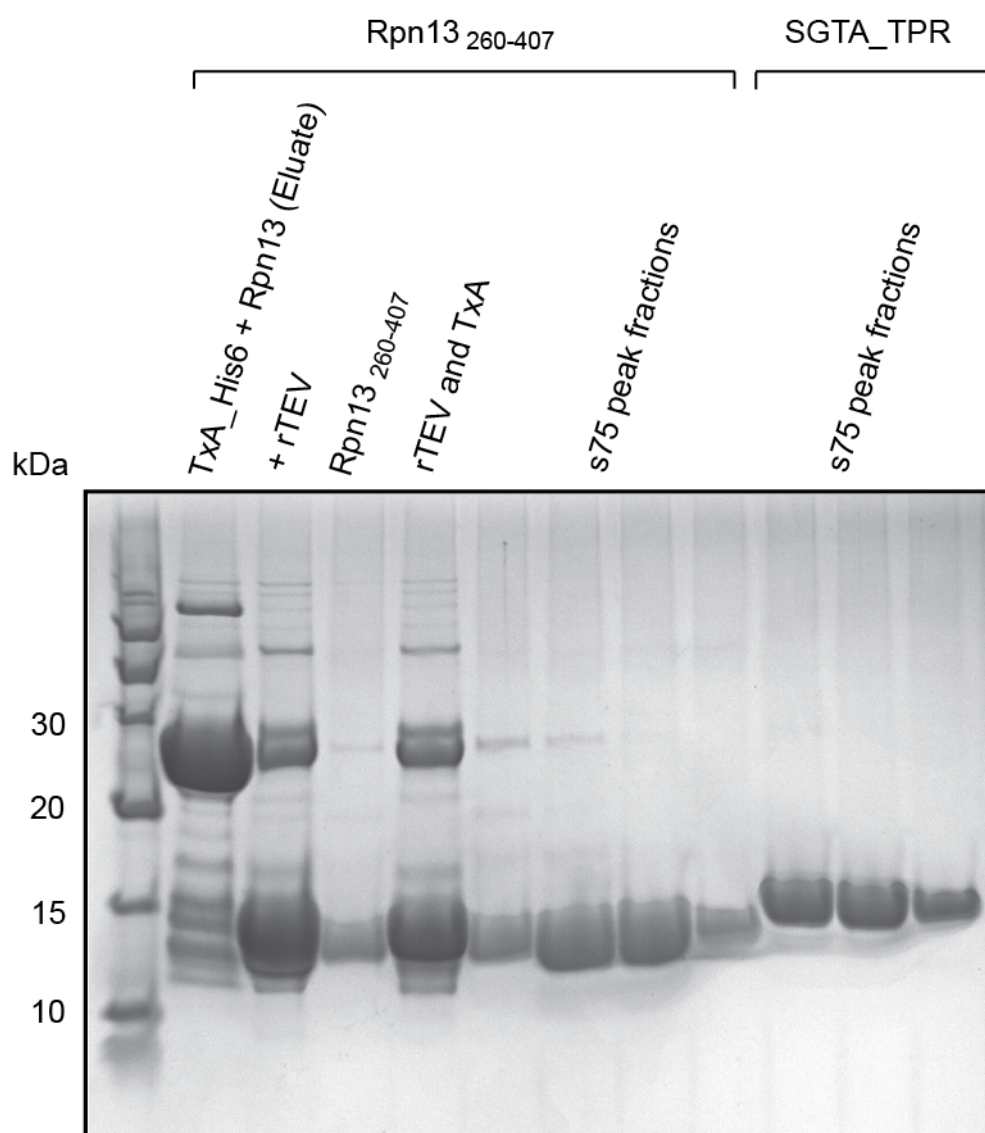 Rpn13 260-407
SGTA_TPR
TxA_His6 + Rpn13 (Eluate)
+ rTEV
Rpn13 260-407
rTEV and TxA
s75 peak fractions
s75 peak fractions
kDa
30
20
15
10